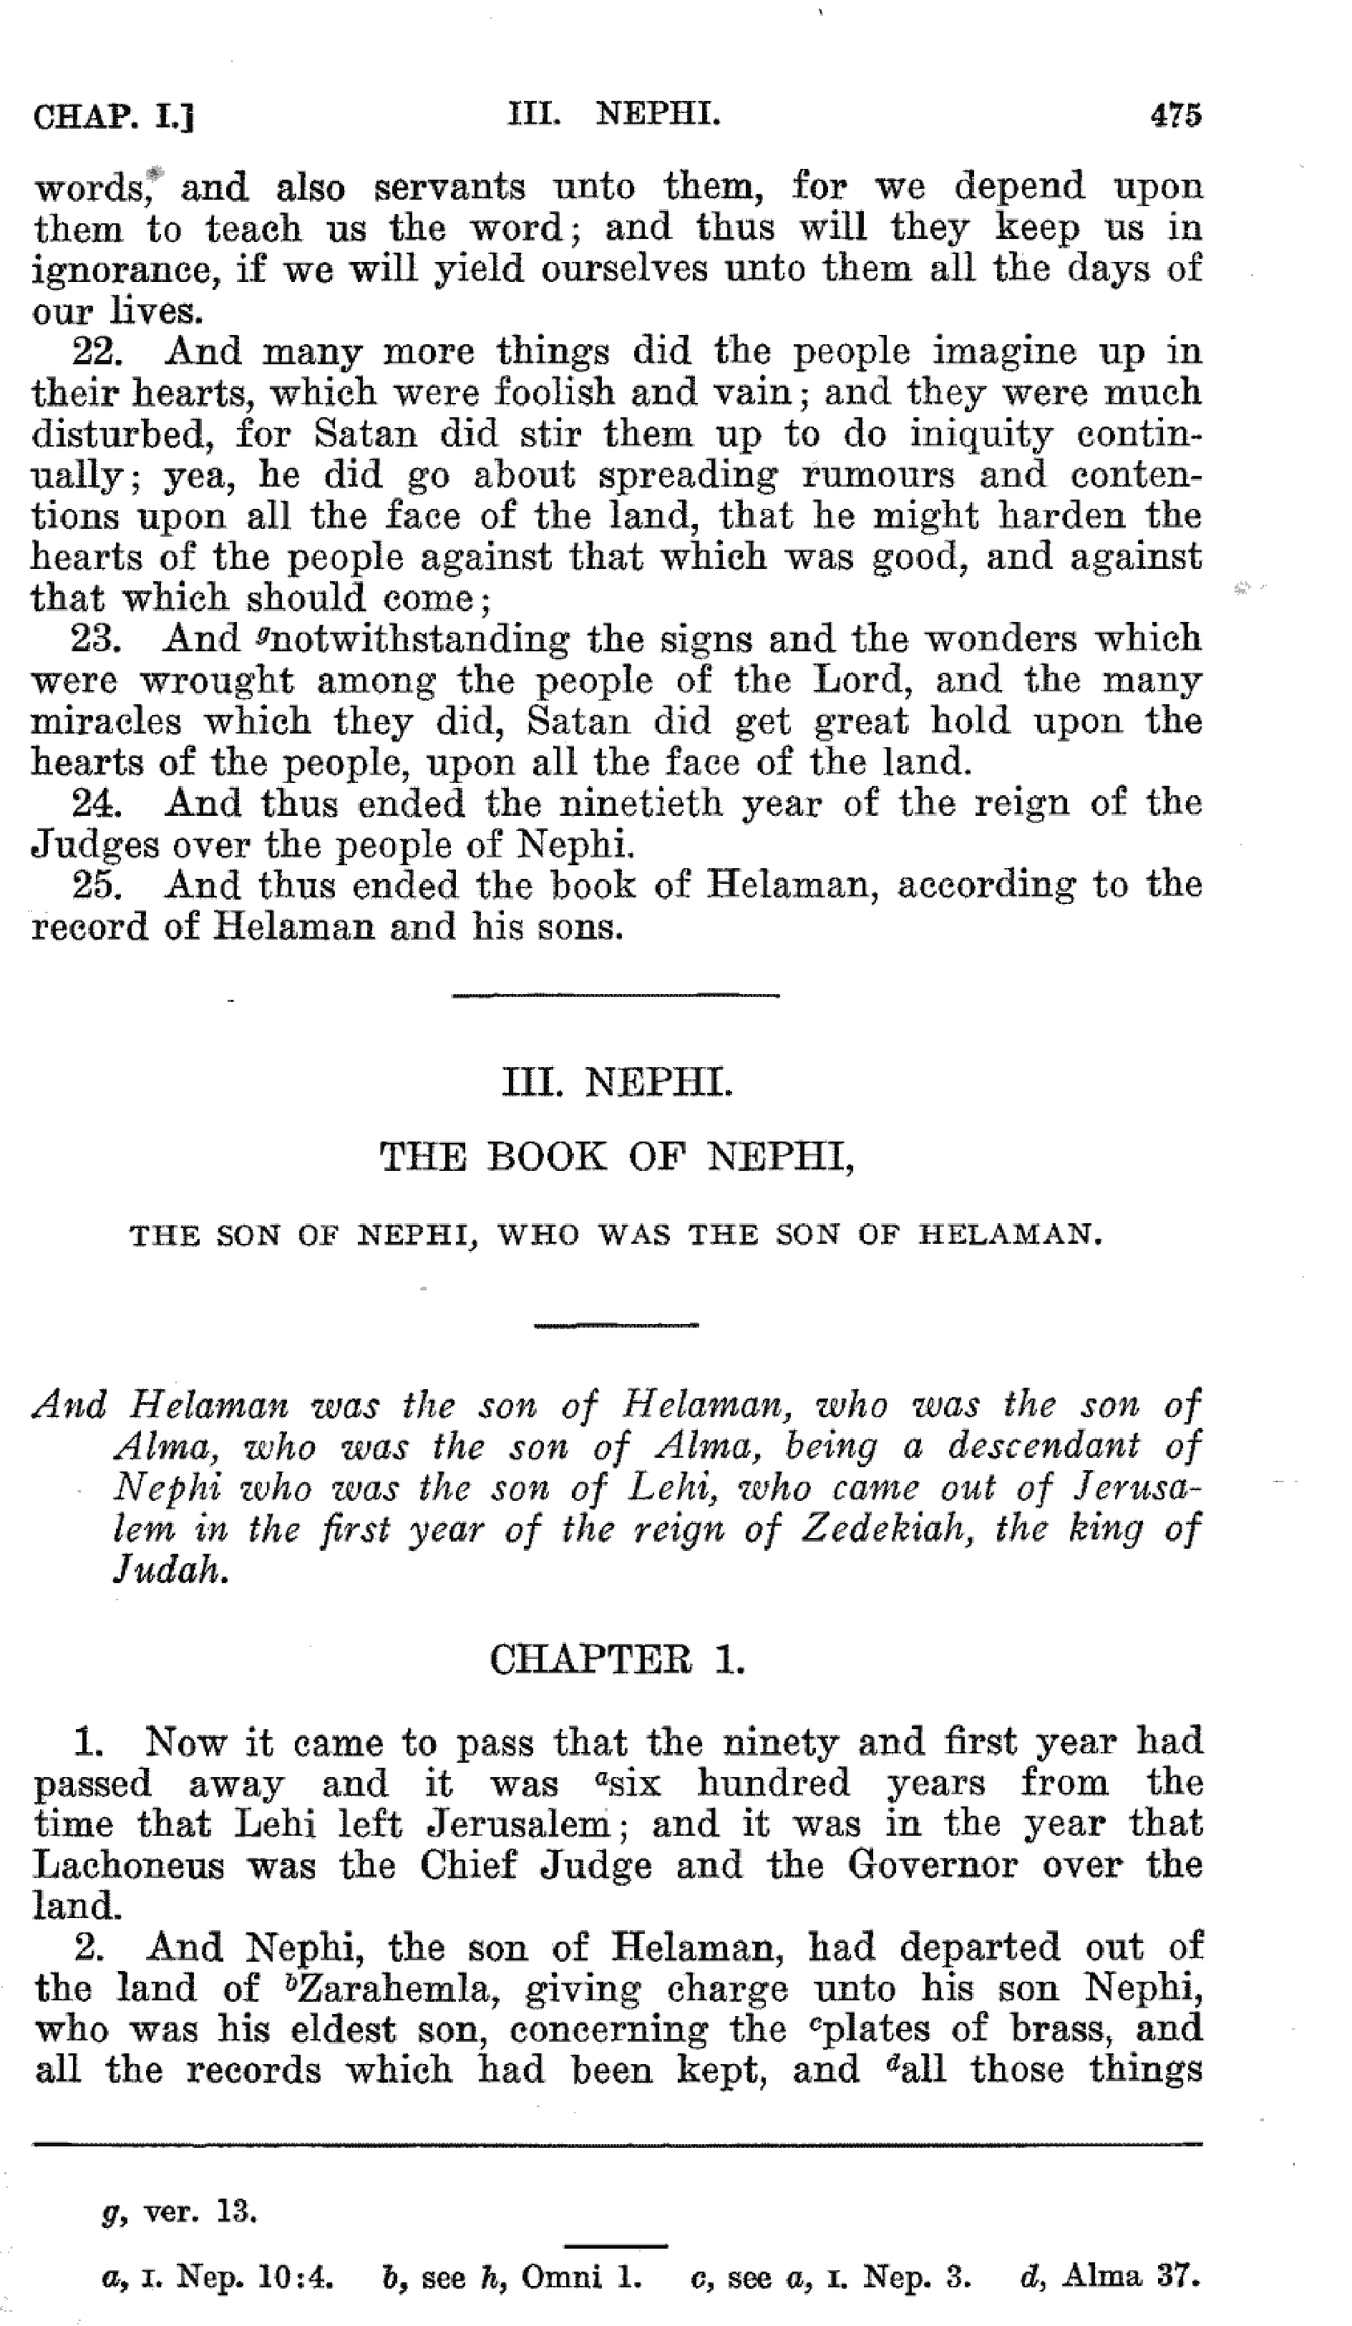 CHAP. I.] III. NEPHI. 475
words, and also servants unto them, for we depend upon
them to teach us the word; and thus will they keep us in
ignorance, if we will yield ourselves unto them all the days of
our lives.
22. And many more things did the people imagine up in
their hearts, which were foolish and vain; and they were much
disturbed, for Satan did stir them up to do iniquity contin-
ually; yea, he did go about spreading rumours and conten-
tions upon all the face of the land, that he might harden the
hearts of the people against that which was good, and against
that which should come;
23. And gnotwithstanding the signs and the wonders which
were wrought among the people of the Lord, and the many
miracles which they did, Satan did get great hold upon the
hearts of the people, upon all the face of the land.
24. And thus ended the ninetieth year of the reign of the
Judges over the people of Nephi.
25. And thus ended the book of Helaman, according to the
record of Helaman and his sons.
III. NEPHI.
THE BOOK OF NEPHI,
THE SON OF NEPHI, WHO WAS THE SON OF HELAMAN.
And Helaman was the son of Helaman, who was the son of
Alma, who was the son of Alma, being a descendant of
Nephi who was the son of Lehi, who came out of Jerusa-
lem in the first year of the reign of Zedekiah, the king of
Judah.
CHAPTER 1.
1. Now it came to pass that the ninety and first year had
passed away and it was asix hundred years from the
time that Lehi left Jerusalem; and it was in the year that
Lachoneus was the Chief Judge and the Governor over the
land.
2. And Nephi, the son of Helaman, had departed out of
the land of bZarahemla, giving charge unto his son Nephi,
who was his eldest son, concerning the cplates of brass, and
all the records which had been kept, and dall those things
g, ver. 13.
a, I. Nep. 10:4. b, see h, Omni 1. c, see a, I. Nep. 3. d, Alma 37.